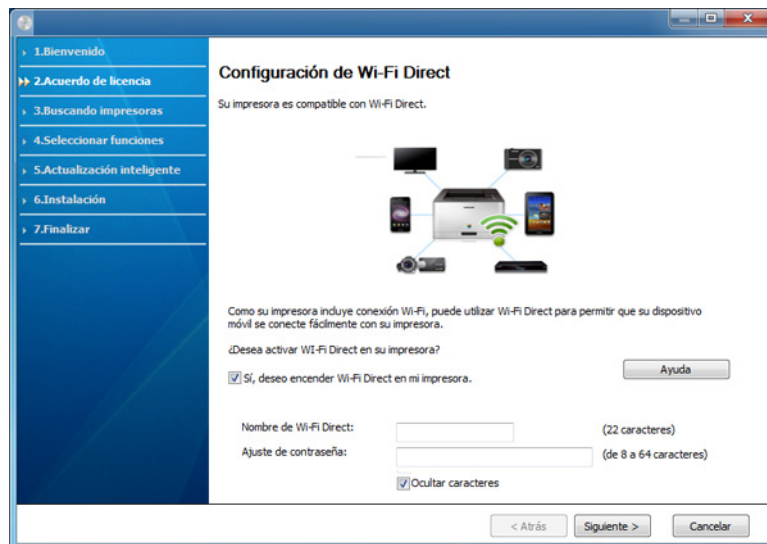 1.Bienvenido
2.Acuerdo de licencia
3.Buscando impresoras
4.Seleccionar funciones
5.Actualización inteligente
6.Instalación
7.Finalizar
Configuración de Wi-Fi Direct
Su impresora es compatible con Wi-Fi Direct.
Como su impresora incluye conexión Wi-Fi, puede utilizar Wi-Fi Direct para permitir que su dispositivo
móvil se conecte fácilmente con su impresora.
¿Desea activar WI-Fi Direct en su impresora?
Sí, deseo encender Wi-Fi Direct en mi impresora.
Ayuda
Nombre de Wi-Fi Direct:
(22 caracteres)
Ajuste de contraseña:
(de 8 a 64 caracteres)
Ocultar caracteres
< Atrás
Siguiente >
Cancelar